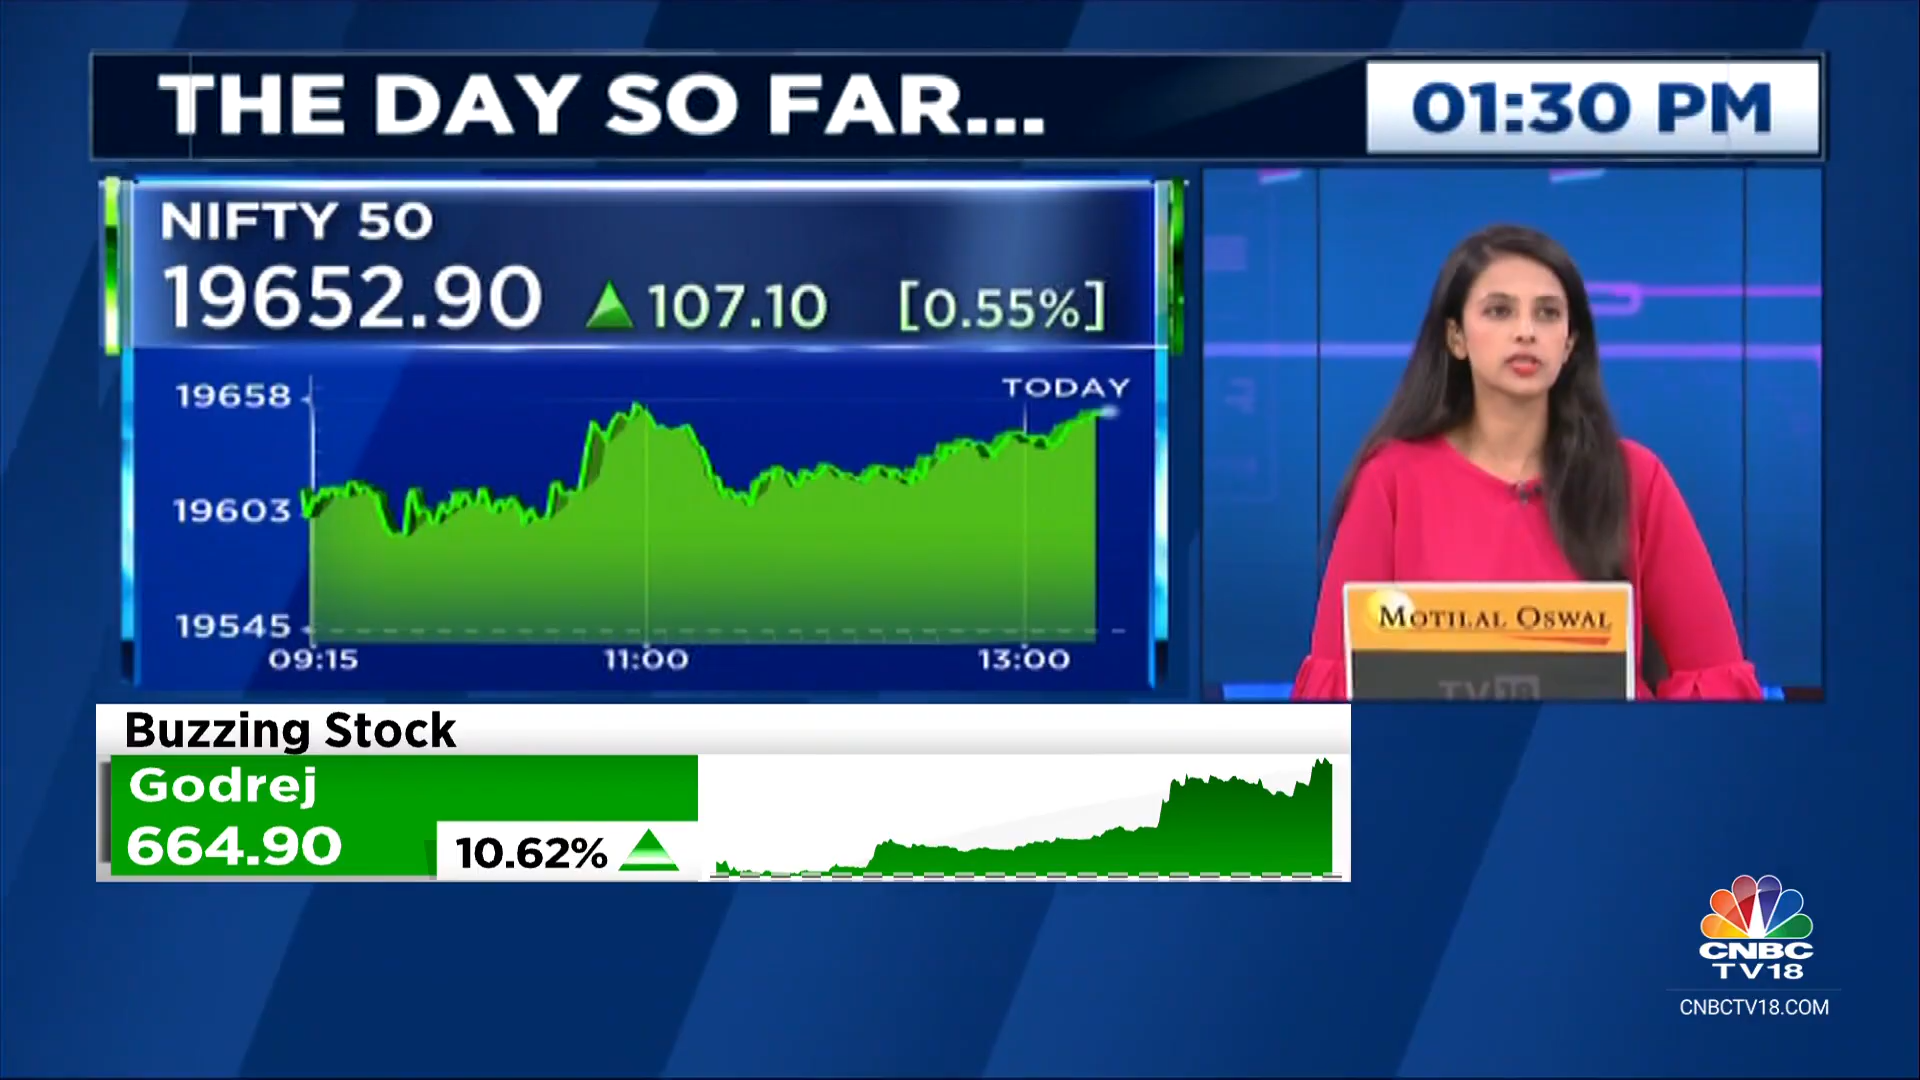 THE DAY SO FAR...
01:30 PM
NIFTY 50
19652.90 ▲ 107.10 [0.55%]
TODAY
19658
19603
19545
09:15 11:00 13:00
MOTILAL OSWAL
TV18
Buzzing Stock
Godrej
664.90
10.62% ▲
CNBC
TV18
CNBCTV18.COM